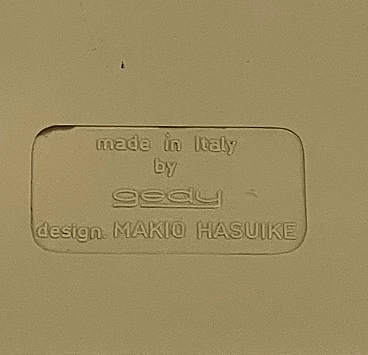 made in Italy
by
gedy
design. MAKIO HASUIKE